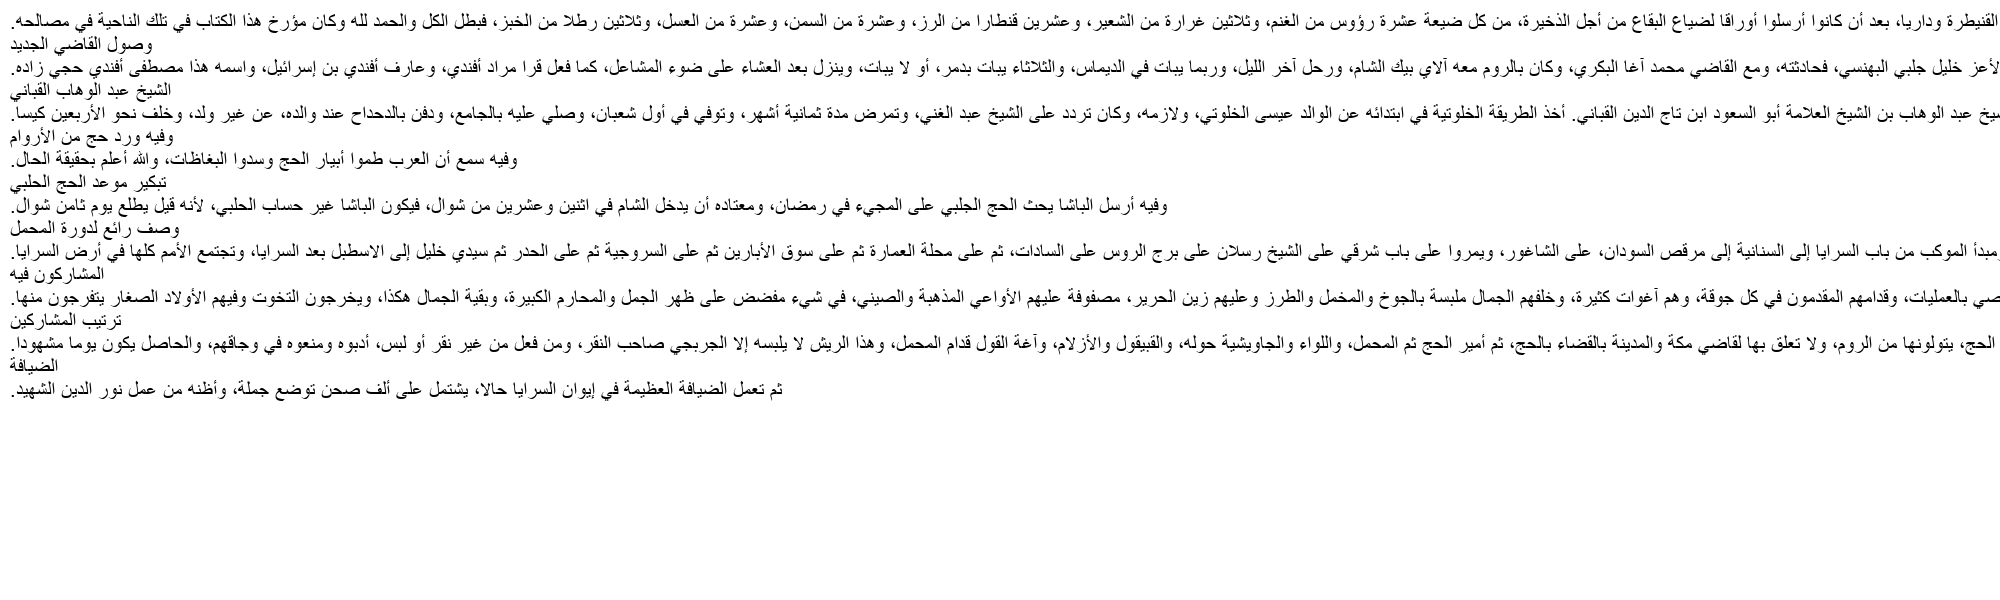 القنيطرة وداريا، بعد أن كانوا أرسلوا أوراقا لضياع البقاع من أجل الذخيرة، من كل ضيعة عشرة رؤوس من الغنم، وثلاثين غرارة من الشعير، وعشرين قنطارا من الرز، وعشرة من السمن، وعشرة من العسل، وثلاثين رطلا من الخبز، فبطل الكل والحمد لله وكان مؤرخ هذا الكتاب في تلك الناحية في مصالحه.
وصول القاضي الجديد
لأعز خليل جلبي البهنسي، فحادثته، ومع القاضي محمد آغا البكري، وكان بالروم معه آلاي بيك الشام، ورحل آخر الليل، وربما يبات في الديماس، والثلاثاء يبات بدمر، أو لا يبات، وينزل بعد العشاء على ضوء المشاعل، كما فعل قرا مراد أفندي، وعارف أفندي بن إسرائيل، واسمه هذا مصطفى أفندي حجي زاده.
الشيخ عبد الوهاب القباني
يخ عبد الوهاب بن الشيخ العلامة أبو السعود ابن تاج الدين القباني. أخذ الطريقة الخلوتية في ابتدائه عن الوالد عيسى الخلوتي، ولازمه، وكان تردد على الشيخ عبد الغني، وتمرض مدة ثمانية أشهر، وتوفي في أول شعبان، وصلي عليه بالجامع، ودفن بالدحداح عند والده، عن غير ولد، وخلف نحو الأربعين كيسا.
وفيه ورد حج من الأروام
وفيه سمع أن العرب طموا أبيار الحج وسدوا البغاظات، والله أعلم بحقيقة الحال.
تبكير موعد الحج الحلبي
وفيه أرسل الباشا يحث الحج الجلبي على المجيء في رمضان، ومعتاده أن يدخل الشام في اثنين وعشرين من شوال، فيكون الباشا غير حساب الحلبي، لأنه قيل يطلع يوم ثامن شوال.
وصف رائع لدورة المحمل
مبدأ الموكب من باب السرايا إلى السنانية إلى مرقص السودان، على الشاغور، ويمروا على باب شرقي على الشيخ رسلان على برج الروس على السادات، ثم على محلة العمارة ثم على سوق الأبارين ثم على السروجية ثم على الحدر ثم سيدي خليل إلى الاسطبل بعد السرايا، وتجتمع الأمم كلها في أرض السرايا.
المشاركون فيه
صي بالعمليات، وقدامهم المقدمون في كل جوقة، وهم آغوات كثيرة، وخلفهم الجمال ملبسة بالجوخ والمخمل والطرز وعليهم زين الحرير، مصفوفة عليهم الأواعي المذهبة والصيني، في شيء مفضض على ظهر الجمل والمحارم الكبيرة، وبقية الجمال هكذا، ويخرجون التخوت وفيهم الأولاد الصغار يتفرجون منها.
ترتيب المشاركين
الحج، يتولونها من الروم، ولا تعلق بها لقاضي مكة والمدينة بالقضاء بالحج، ثم أمير الحج ثم المحمل، واللواء والجاويشية حوله، والقبيقول والأزلام، وآغة القول قدام المحمل، وهذا الريش لا يلبسه إلا الجربجي صاحب النقر، ومن فعل من غير نقر أو لبس، أدبوه ومنعوه في وجاقهم، والحاصل يكون يوما مشهودا.
الضيافة
ثم تعمل الضيافة العظيمة في إيوان السرايا حالا، يشتمل على ألف صحن توضع جملة، وأظنه من عمل نور الدين الشهيد.